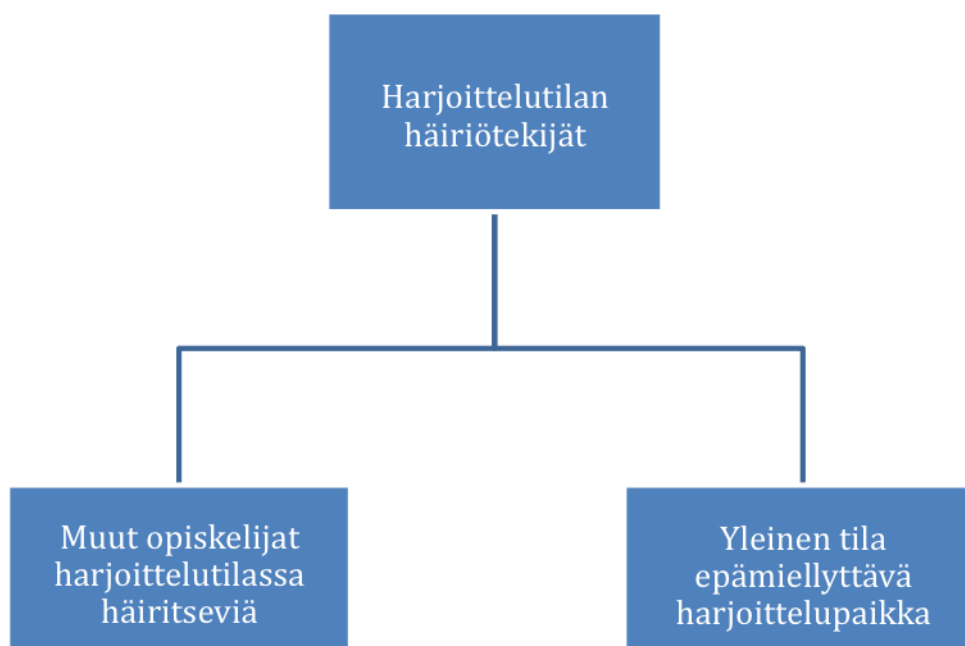 Harjoittelutilan
häiriötekijät
Muut opiskelijat
harjoittelutilassa
häiritseviä
Yleinen tila
epämiellyttävä
harjoittelupaikka